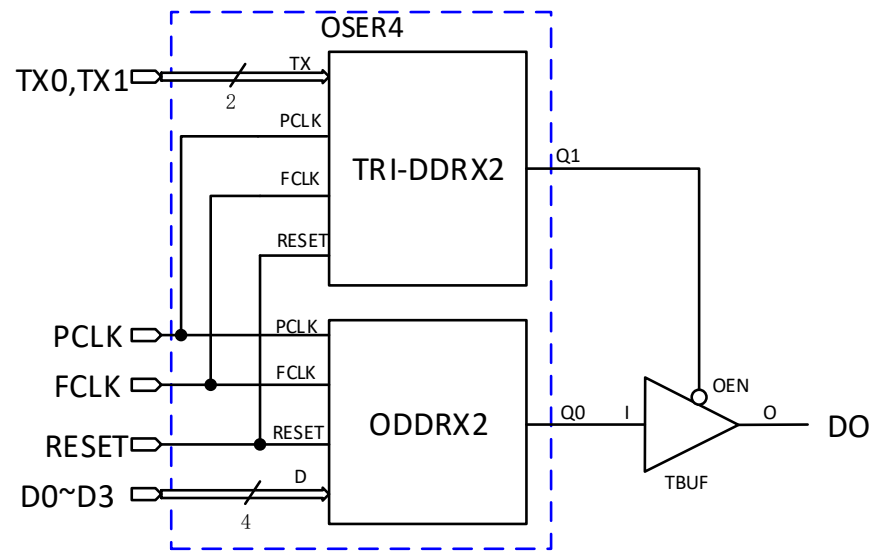 OSER4
TX0,TX1
2
TX
PCLK
FCLK
RESET
TRI-DDRX2
Q1
PCLK
FCLK
RESET
D0~D3
4
PCLK
FCLK
RESET
D
ODDRX2
Q0
I
OEN
O
TBUF
DO